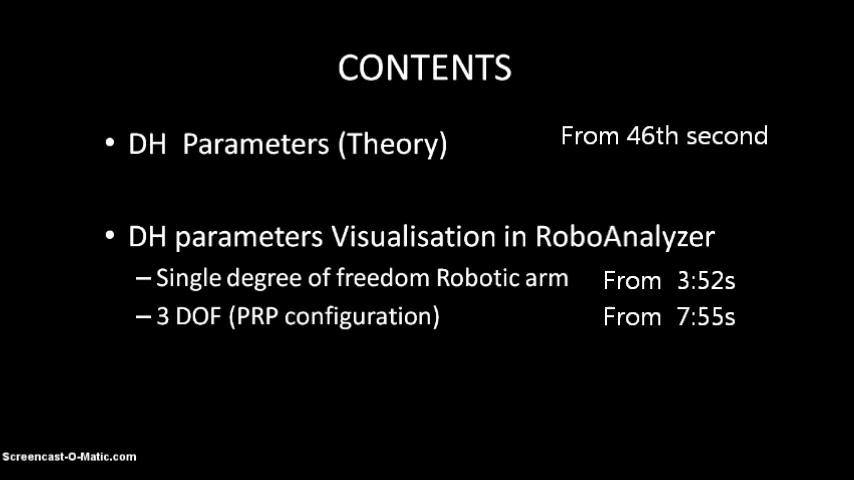 CONTENTS
• DH  Parameters (Theory) From 46th second
• DH parameters Visualisation in RoboAnalyzer
– Single degree of freedom Robotic arm From  3:52s
– 3 DOF (PRP configuration) From  7:55s
Screencast-O-Matic.com